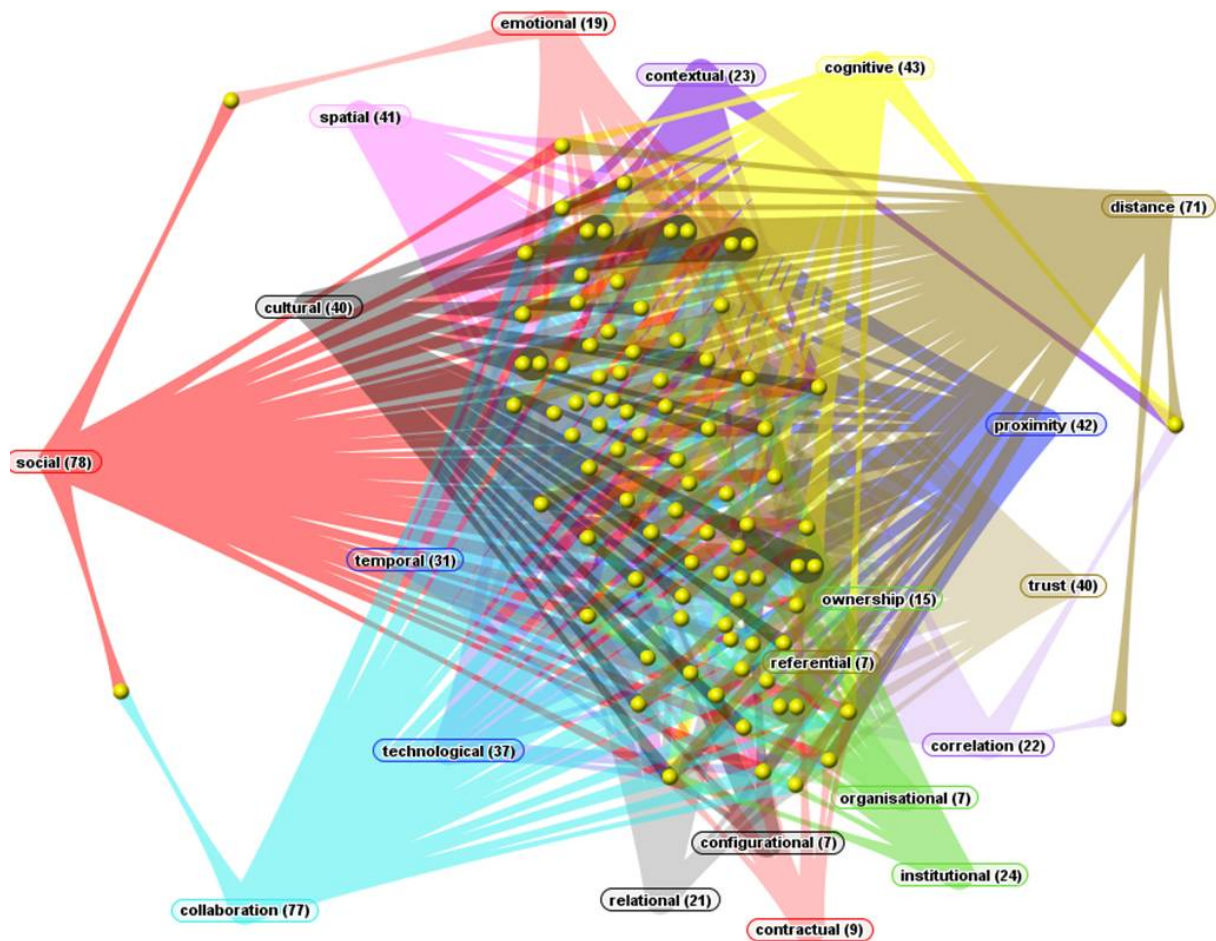 emotional (19)
contextual (23)
cognitive (43)
spatial (41)
distance (71)
cultural (40)
proximity (42)
social (78)
temporal (31)
trust (40)
ownership (15)
referential (7)
technological (37)
correlation (22)
organisational (7)
configurational (7)
institutional (24)
relational (21)
collaboration (77)
contractual (9)